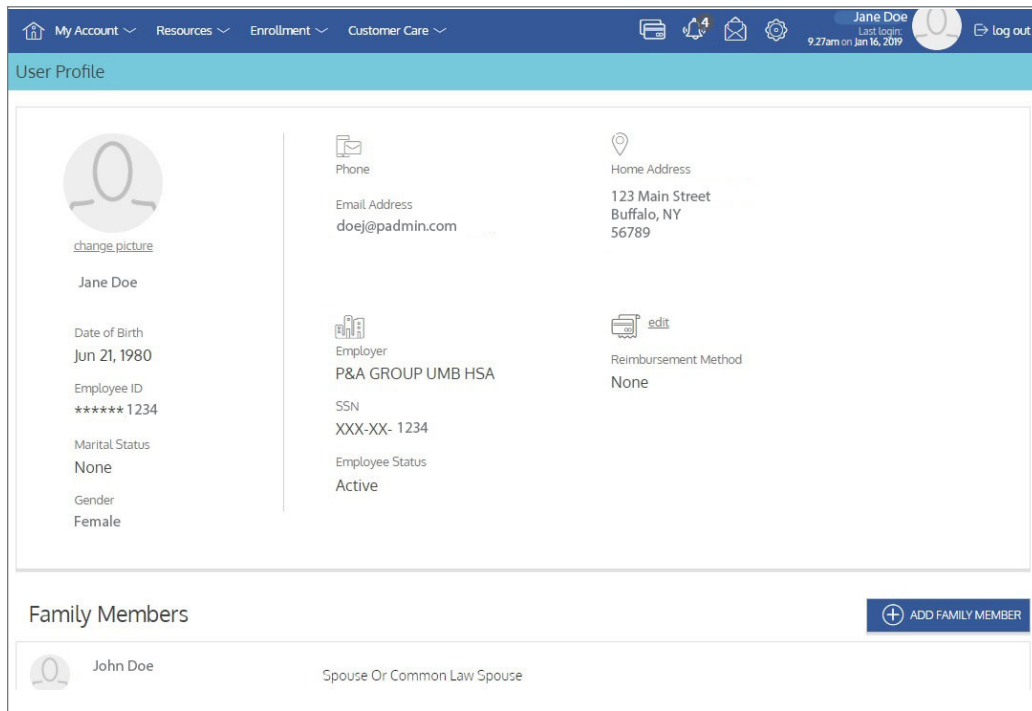 My Account Resources Enrollment Customer Care 4 Jane Doe log out
Last login:
9.27am on Jan 16, 2019
User Profile
change picture
Jane Doe
Date of Birth
Jun 21, 1980
Employee ID
****** 1234
Marital Status
None
Gender
Female
Phone
Email Address
doej@padmin.com
Home Address
123 Main Street
Buffalo, NY
56789
Employer
P&A GROUP UMB HSA
SSN
XXX-XX- 1234
Employee Status
Active
edit
Reimbursement Method
None
Family Members
ADD FAMILY MEMBER
John Doe
Spouse Or Common Law Spouse